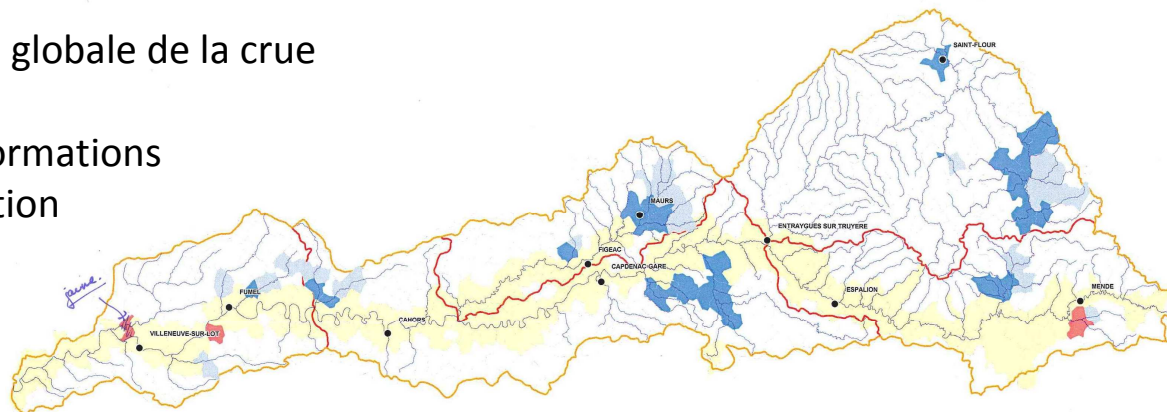 globale de la crue
ormations
tion
SAINT-FLOUR
MAURS
ENTRAYGUES SUR TRUYERE
FIGEAC
CAPDENAC-GARE
MENDE
ESPALION
FUMEL
CAHORS
VILLENEUVE-SUR-LOT